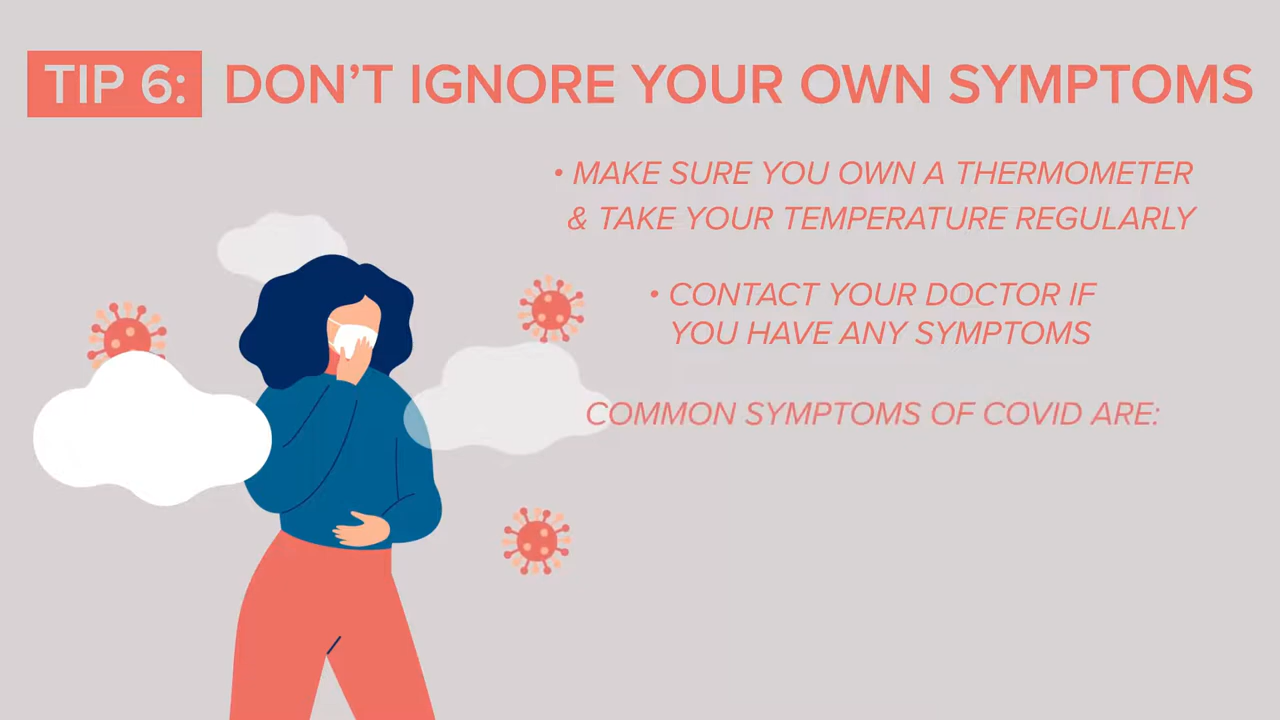 TIP 6: DON'T IGNORE YOUR OWN SYMPTOMS
• MAKE SURE YOU OWN A THERMOMETER
& TAKE YOUR TEMPERATURE REGULARLY
• CONTACT YOUR DOCTOR IF
YOU HAVE ANY SYMPTOMS
COMMON SYMPTOMS OF COVID ARE: